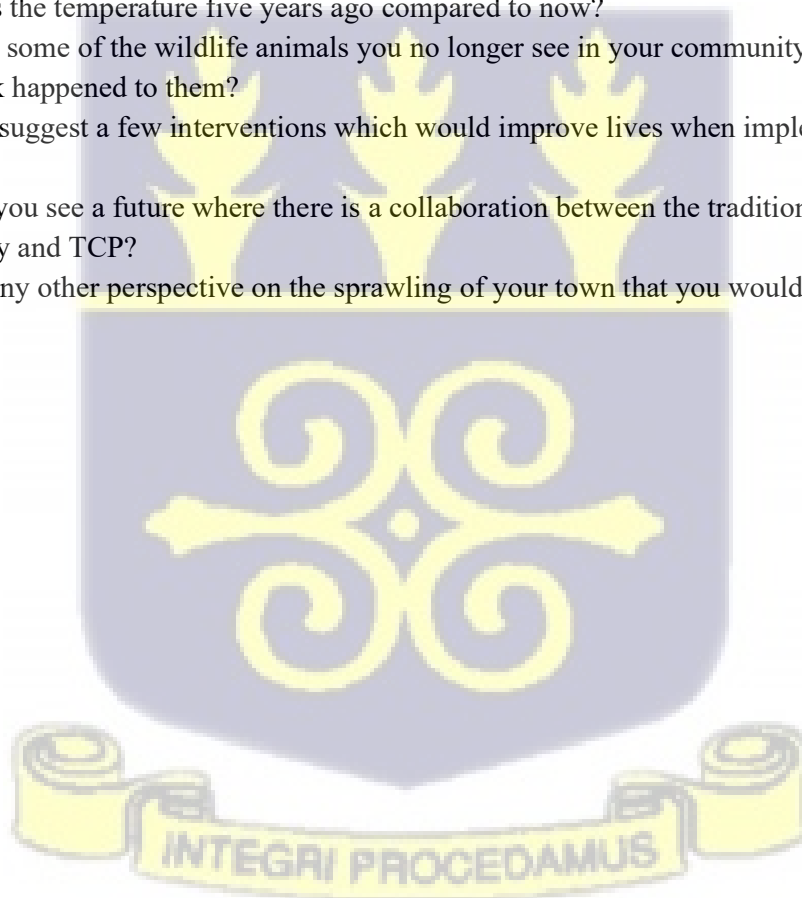 s the temperature five years ago compared to now?
some of the wildlife animals you no longer see in your community
k happened to them?
suggest a few interventions which would improve lives when imple
you see a future where there is a collaboration between the tradition
y and TCP?
ny other perspective on the sprawling of your town that you would
INTEGRI PROCEDAMUS